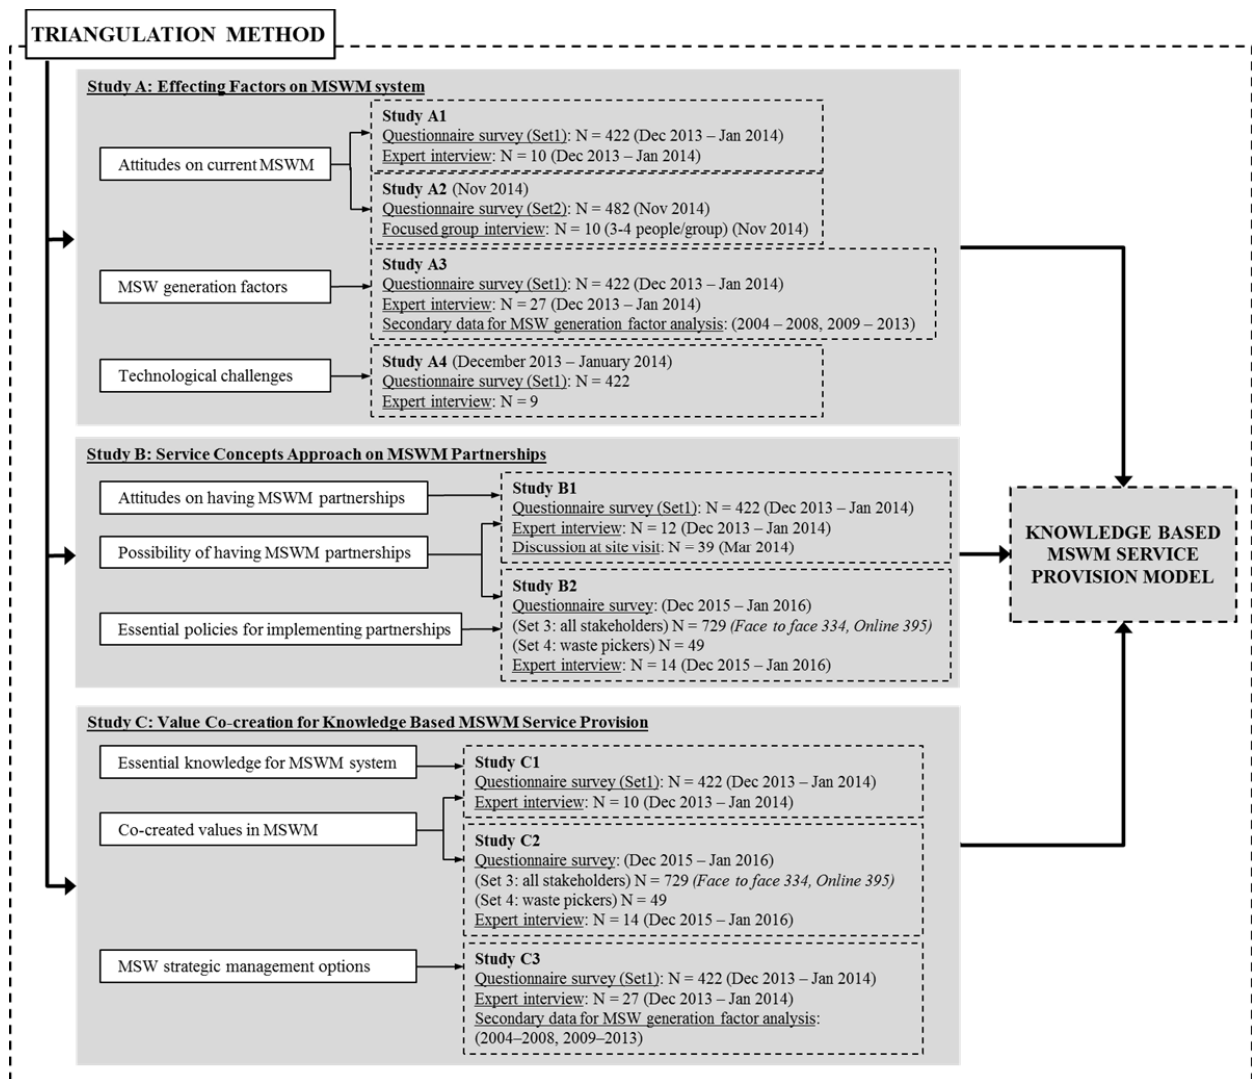 TRIANGULATION METHOD
Study A: Effecting Factors on MSWM system
Attitudes on current MSWM
Study A1
Questionnaire survey (Set1): N = 422 (Dec 2013 – Jan 2014)
Expert interview: N = 10 (Dec 2013 – Jan 2014)
Study A2 (Nov 2014)
Questionnaire survey (Set2): N = 482 (Nov 2014)
Focused group interview: N = 10 (3-4 people/group) (Nov 2014)
MSW generation factors
Study A3
Questionnaire survey (Set1): N = 422 (Dec 2013 – Jan 2014)
Expert interview: N = 27 (Dec 2013 – Jan 2014)
Secondary data for MSW generation factor analysis: (2004 – 2008, 2009 – 2013)
Technological challenges
Study A4 (December 2013 – January 2014)
Questionnaire survey (Set1): N = 422
Expert interview: N = 9
Study B: Service Concepts Approach on MSWM Partnerships
Attitudes on having MSWM partnerships
Possibility of having MSWM partnerships
Essential policies for implementing partnerships
Study B1
Questionnaire survey (Set1): N = 422 (Dec 2013 – Jan 2014)
Expert interview: N = 12 (Dec 2013 – Jan 2014)
Discussion at site visit: N = 39 (Mar 2014)
Study B2
Questionnaire survey: (Dec 2015 – Jan 2016)
(Set 3: all stakeholders) N = 729 (Face to face 334, Online 395)
(Set 4: waste pickers) N = 49
Expert interview: N = 14 (Dec 2015 – Jan 2016)
Study C: Value Co-creation for Knowledge Based MSWM Service Provision
Essential knowledge for MSWM system
Co-created values in MSWM
MSW strategic management options
Study C1
Questionnaire survey (Set1): N = 422 (Dec 2013 – Jan 2014)
Expert interview: N = 10 (Dec 2013 – Jan 2014)
Study C2
Questionnaire survey: (Dec 2015 – Jan 2016)
(Set 3: all stakeholders) N = 729 (Face to face 334, Online 395)
(Set 4: waste pickers) N = 49
Expert interview: N = 14 (Dec 2015 – Jan 2016)
Study C3
Questionnaire survey (Set1): N = 422 (Dec 2013 – Jan 2014)
Expert interview: N = 27 (Dec 2013 – Jan 2014)
Secondary data for MSW generation factor analysis:
(2004–2008, 2009–2013)
KNOWLEDGE BASED
MSWM SERVICE
PROVISION MODEL